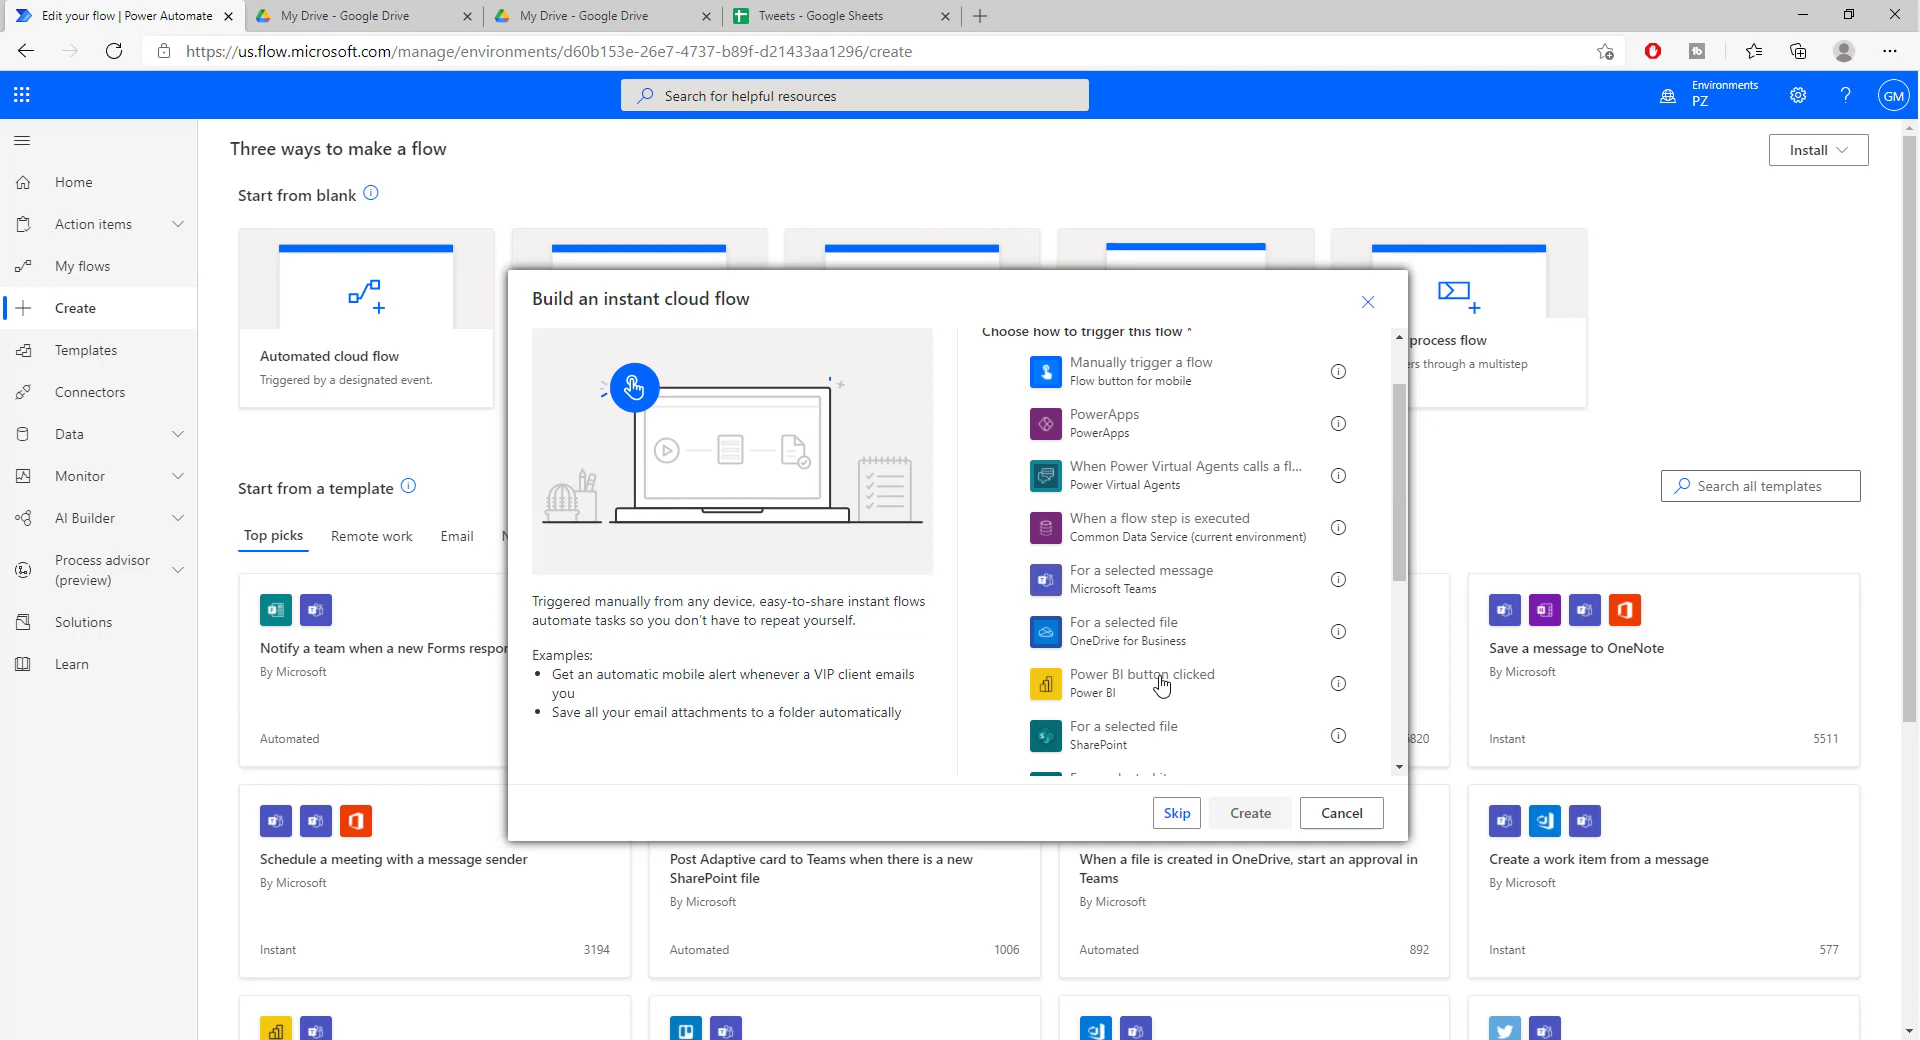 Edit your flow | Power Automate
My Drive - Google Drive
My Drive - Google Drive
Tweets - Google Sheets
https://us.flow.microsoft.com/manage/environments/d60b153e-26e7-4737-b89f-d21433aa1296/create
Search for helpful resources
Environments
PZ
GM
Home
Action items
My flows
Create
Templates
Connectors
Data
Monitor
AI Builder
Process advisor
(preview)
Solutions
Learn
Three ways to make a flow
Install
Start from blank
Automated cloud flow
Triggered by a designated event.
process flow
ers through a multistep
Build an instant cloud flow
Triggered manually from any device, easy-to-share instant flows
automate tasks so you don't have to repeat yourself.
Examples:
• Get an automatic mobile alert whenever a VIP client emails
you
• Save all your email attachments to a folder automatically
Choose how to trigger this flow *
Manually trigger a flow
Flow button for mobile
PowerApps
PowerApps
When Power Virtual Agents calls a fl...
Power Virtual Agents
When a flow step is executed
Common Data Service (current environment)
For a selected message
Microsoft Teams
For a selected file
OneDrive for Business
Power BI button clicked
Power BI
For a selected file
SharePoint
Skip
Create
Cancel
Start from a template
Search all templates
Top picks
Remote work
Email
N
Notify a team when a new Forms respor
By Microsoft
Automated
6820
Save a message to OneNote
By Microsoft
Instant
5511
Schedule a meeting with a message sender
By Microsoft
Instant
3194
Post Adaptive card to Teams when there is a new
SharePoint file
By Microsoft
Automated
1006
When a file is created in OneDrive, start an approval in
Teams
By Microsoft
Automated
892
Create a work item from a message
By Microsoft
Instant
577